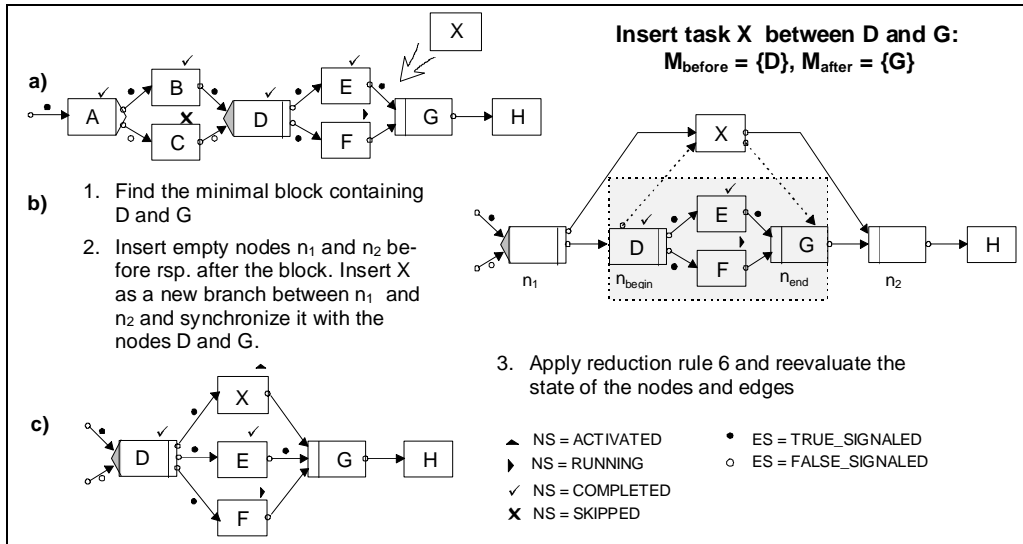 X
Insert task X between D and G:
Mbefore = {D}, Mafter = {G}
a)
A
B
C
D
E
F
G
H
b)
1. Find the minimal block containing
D and G
2. Insert empty nodes n1 and n2 be-
fore rsp. after the block. Insert X
as a new branch between n1 and
n2 and synchronize it with the
nodes D and G.
X
D
E
F
G
H
n1
nbegin
nend
n2
3. Apply reduction rule 6 and reevaluate the
state of the nodes and edges
c)
X
D
E
F
G
H
NS = ACTIVATED
NS = RUNNING
NS = COMPLETED
NS = SKIPPED
ES = TRUE_SIGNALED
ES = FALSE_SIGNALED